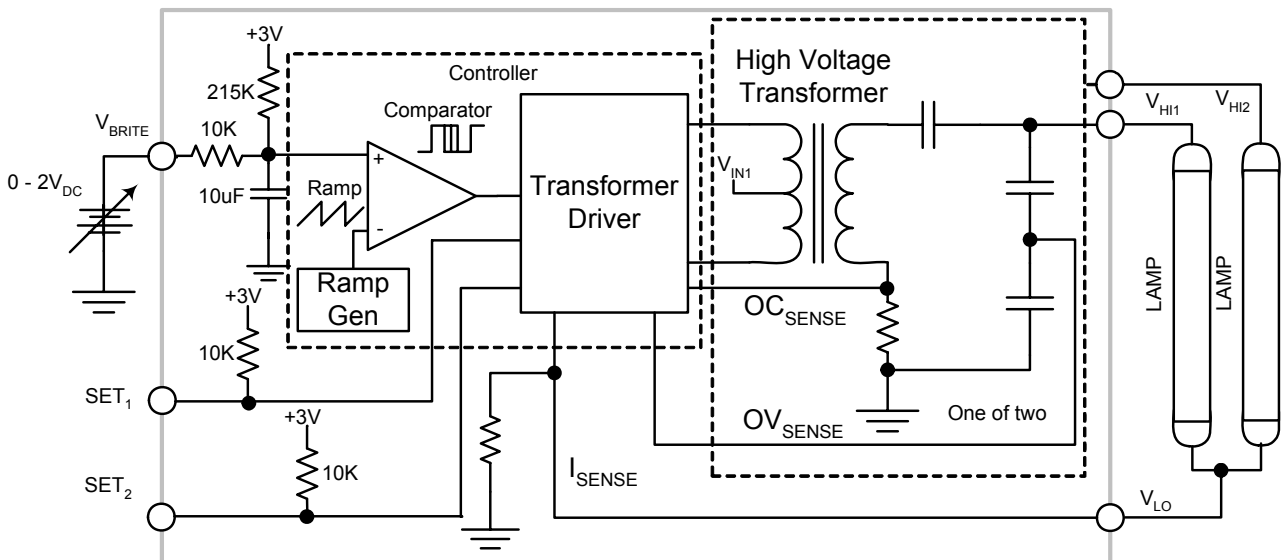 +3V
Controller
High Voltage
Transformer
215K
Comparator
V_HI1
V_HI2
V_BRITE
10K
+
V_IN1
0 - 2V_DC
10uF
Ramp
Transformer
Driver
-
LAMP
LAMP
Ramp
Gen
+3V
OC_SENSE
10K
SET_1
+3V
One of two
OV_SENSE
10K
I_SENSE
SET_2
V_LO